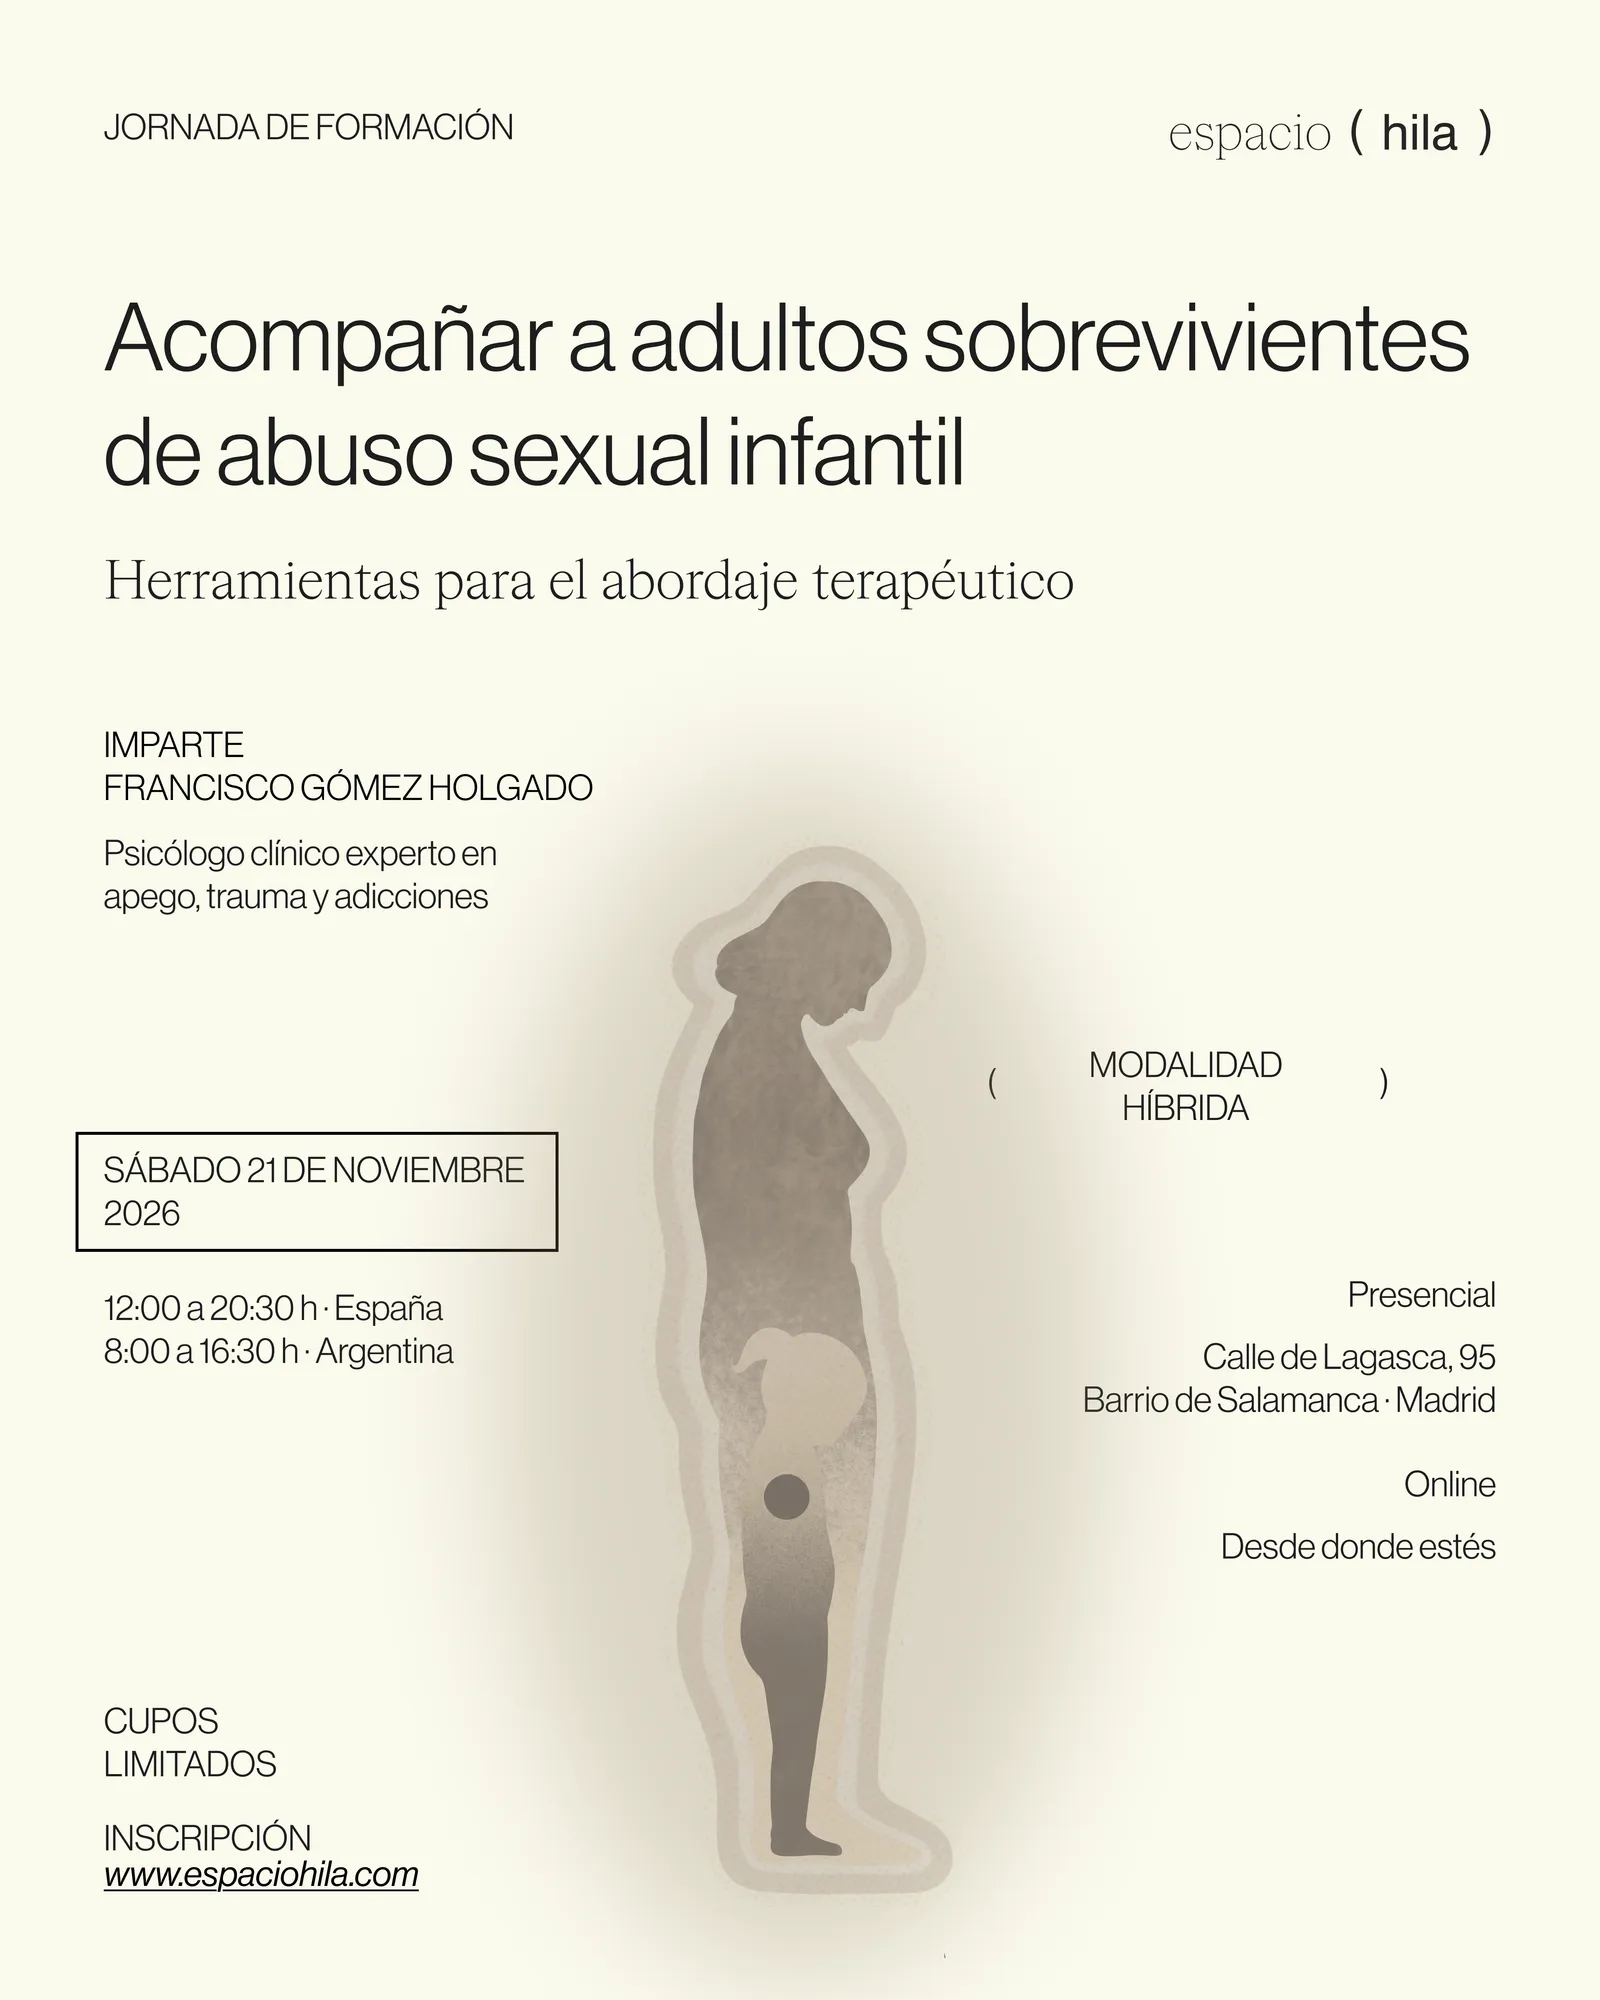 JORNADA DE FORMACIÓN
espacio ( hila )
Acompañar a adultos sobrevivientes
de abuso sexual infantil
Herramientas para el abordaje terapéutico
IMPARTE
FRANCISCO GÓMEZ HOLGADO
Psicólogo clínico experto en
apego, trauma y adicciones
( MODALIDAD
HÍBRIDA )
SÁBADO 21 DE NOVIEMBRE
2026
12:00 a 20:30 h · España
8:00 a 16:30 h · Argentina
Presencial
Calle de Lagasca, 95
Barrio de Salamanca · Madrid
Online
Desde donde estés
CUPOS
LIMITADOS
INSCRIPCIÓN
www.espaciohila.com